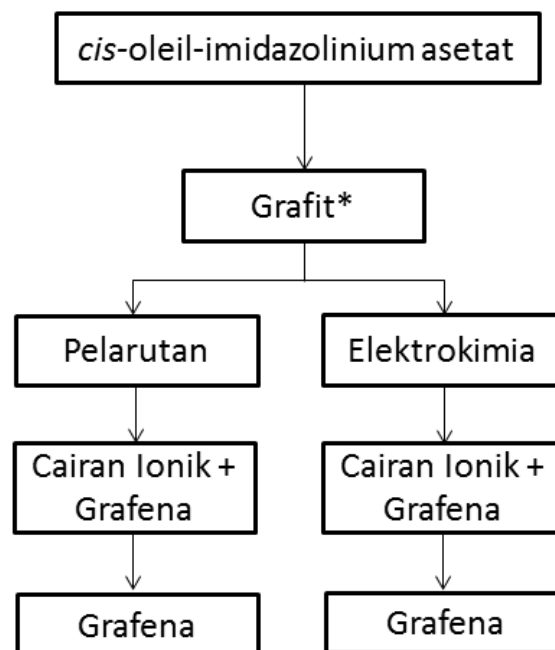 cis-oleil-imidazolinium asetat
Grafit*
Pelarutan
Elektrokimia
Cairan Ionik +
Grafena
Cairan Ionik +
Grafena
Grafena
Grafena